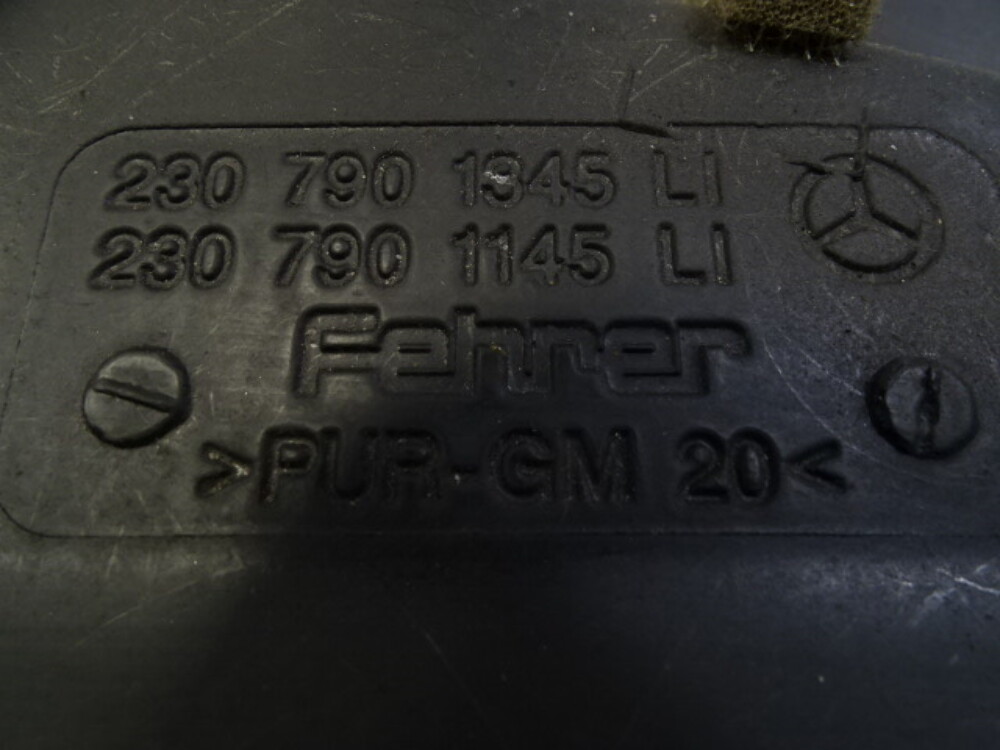 230 790 1345 LI
230 790 1145 LI
Fehrer
>PUR-GM 20<